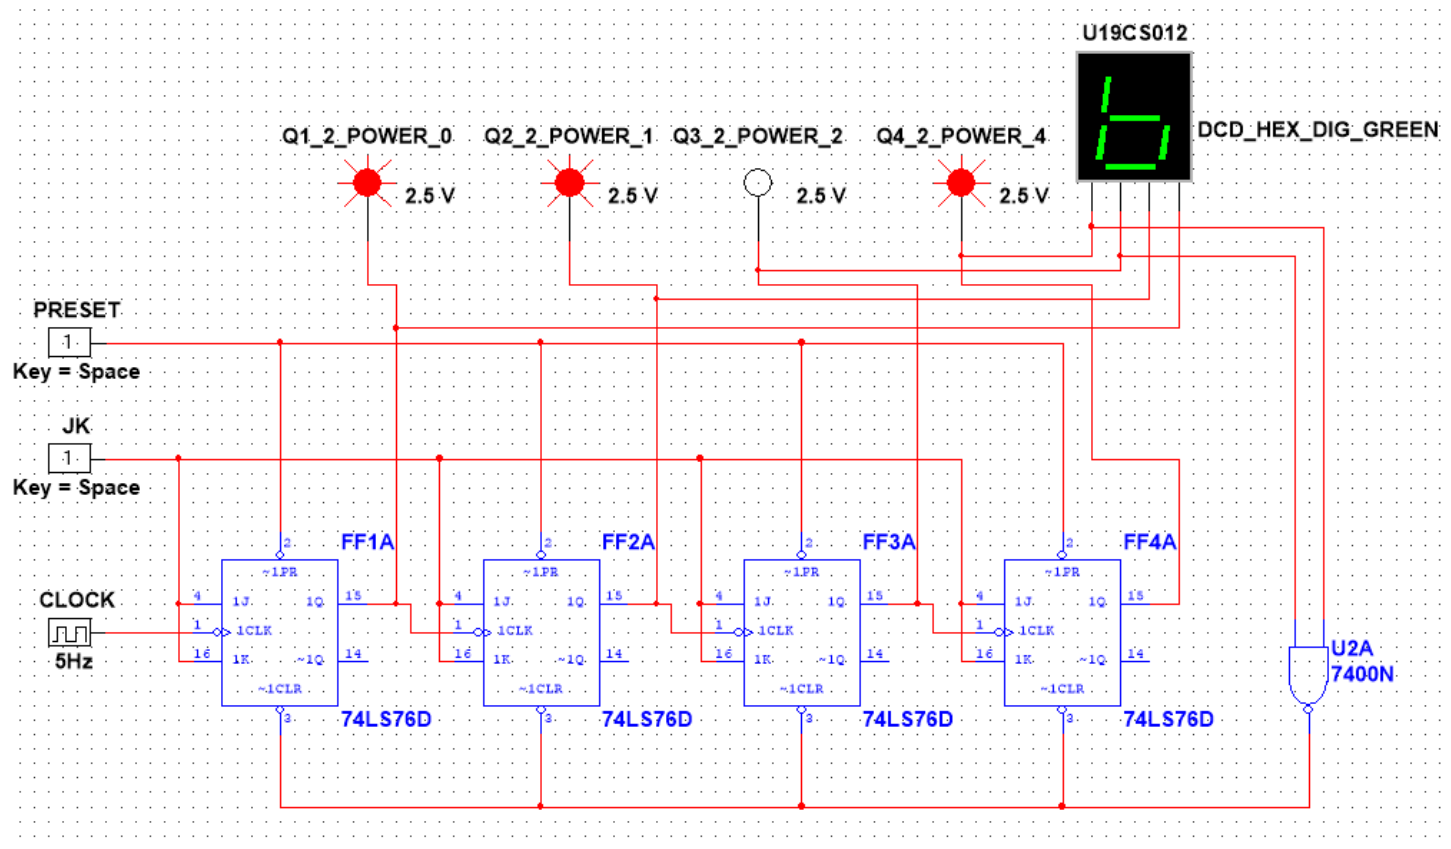 U19CS012
DCD_HEX_DIG_GREEN
Q1_2_POWER_0
Q2_2_POWER_1
Q3_2_POWER_2
Q4_2_POWER_4
2.5 V
2.5 V
2.5 V
2.5 V
PRESET
1
Key = Space
JK
1
Key = Space
CLOCK
5Hz
FF1A
2
~1PR
4
1J
1Q
15
1
1CLK
16
1K
~1Q
14
~1CLR
3
74LS76D
FF2A
2
~1PR
4
1J
1Q
15
1
1CLK
16
1K
~1Q
14
~1CLR
3
74LS76D
FF3A
2
~1PR
4
1J
1Q
15
1
1CLK
16
1K
~1Q
14
~1CLR
3
74LS76D
FF4A
2
~1PR
4
1J
1Q
15
1
1CLK
16
1K
~1Q
14
~1CLR
3
74LS76D
U2A
7400N
b